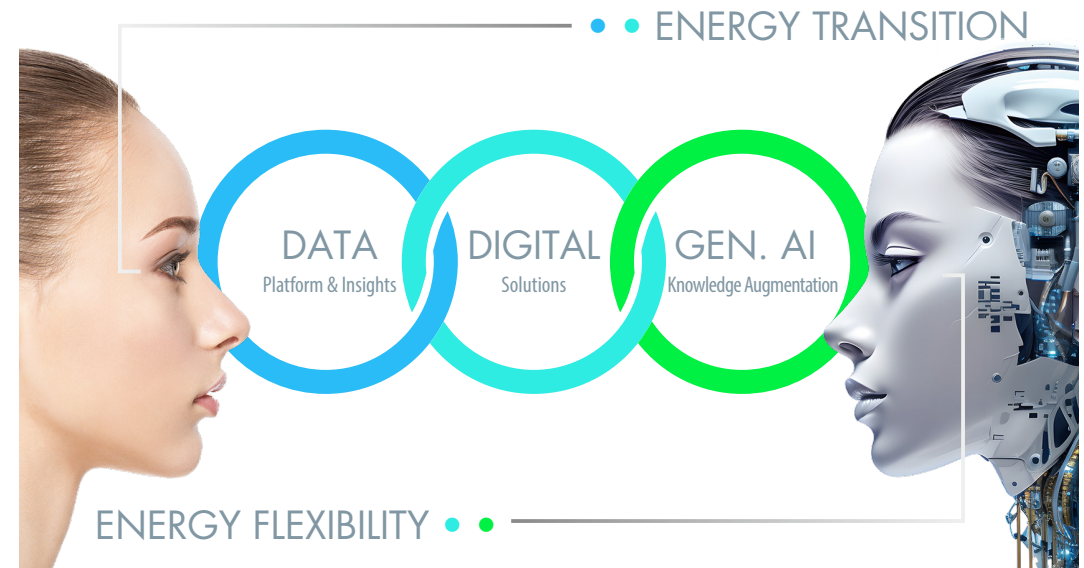 ENERGY TRANSITION
DATA
Platform & Insights
DIGITAL
Solutions
GEN. AI
Knowledge Augmentation
ENERGY FLEXIBILITY